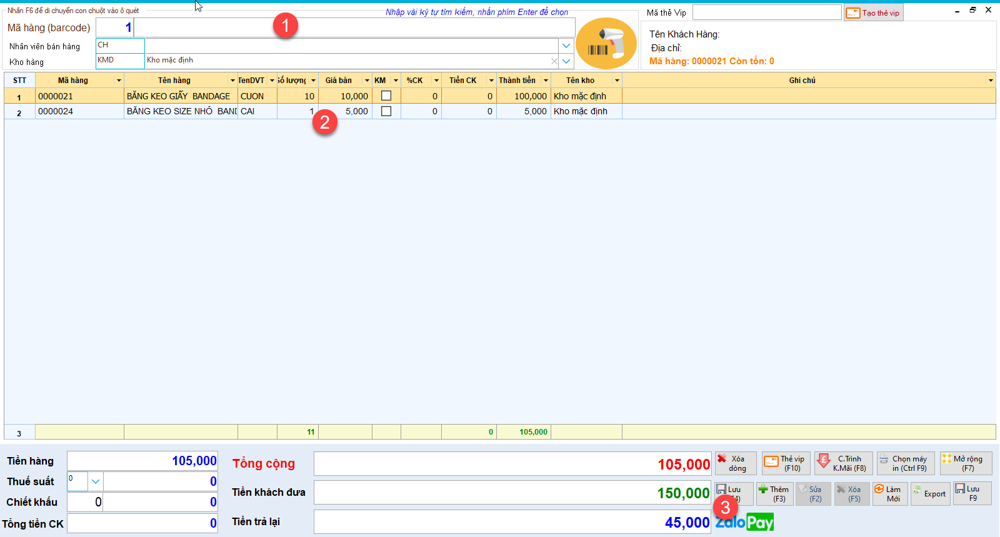 Nhấn F6 để di chuyển con chuột vào ô quét
Nhập vài ký tự tìm kiếm, nhấn phím Enter để chọn
Mã hàng (barcode) 1
1
Nhân viên bán hàng CH
Kho hàng KMD Kho mặc định
Mã thẻ Vip Tạo thẻ vip
Tên Khách Hàng:
Địa chỉ:
Mã hàng: 0000021 Còn tồn: 0
STT Mã hàng Tên hàng TenDVT Số lượng Giá bán KM %CK Tiền CK Thành tiền Tên kho Ghi chú
1 0000021 BĂNG KEO GIẤY BANDAGE CUON 10 10,000 0 0 100,000 Kho mặc định
2 0000024 BĂNG KEO SIZE NHỎ BAND CAI 1 5,000 0 0 5,000 Kho mặc định
2
3 11 0 105,000
Tiền hàng 105,000
Thuế suất 0 0
Chiết khấu 0 0
Tổng tiền CK 0
Tổng cộng 105,000
Tiền khách đưa 150,000
Tiền trả lại 45,000
Xóa dòng
Thẻ vip (F10)
C.Trình K.Mãi (F8)
Chọn máy in (Ctrl F9)
Mở rộng (F7)
Lưu F4)
Thêm (F3)
Sửa (F2)
Xóa (F5)
Làm Mới
Export
Lưu F9
3
ZaloPay